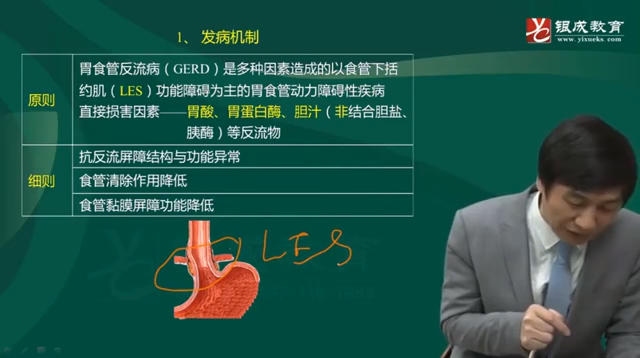 1、 发病机制
银成教育
www.yixueks.com
原则
胃食管反流病（GERD）是多种因素造成的以食管下括
约肌（LES）功能障碍为主的胃食管动力障碍性疾病
直接损害因素——胃酸、胃蛋白酶、胆汁（非结合胆盐、
胰酶）等反流物
细则
抗反流屏障结构与功能异常
食管清除作用降低
食管黏膜屏障功能降低
LES